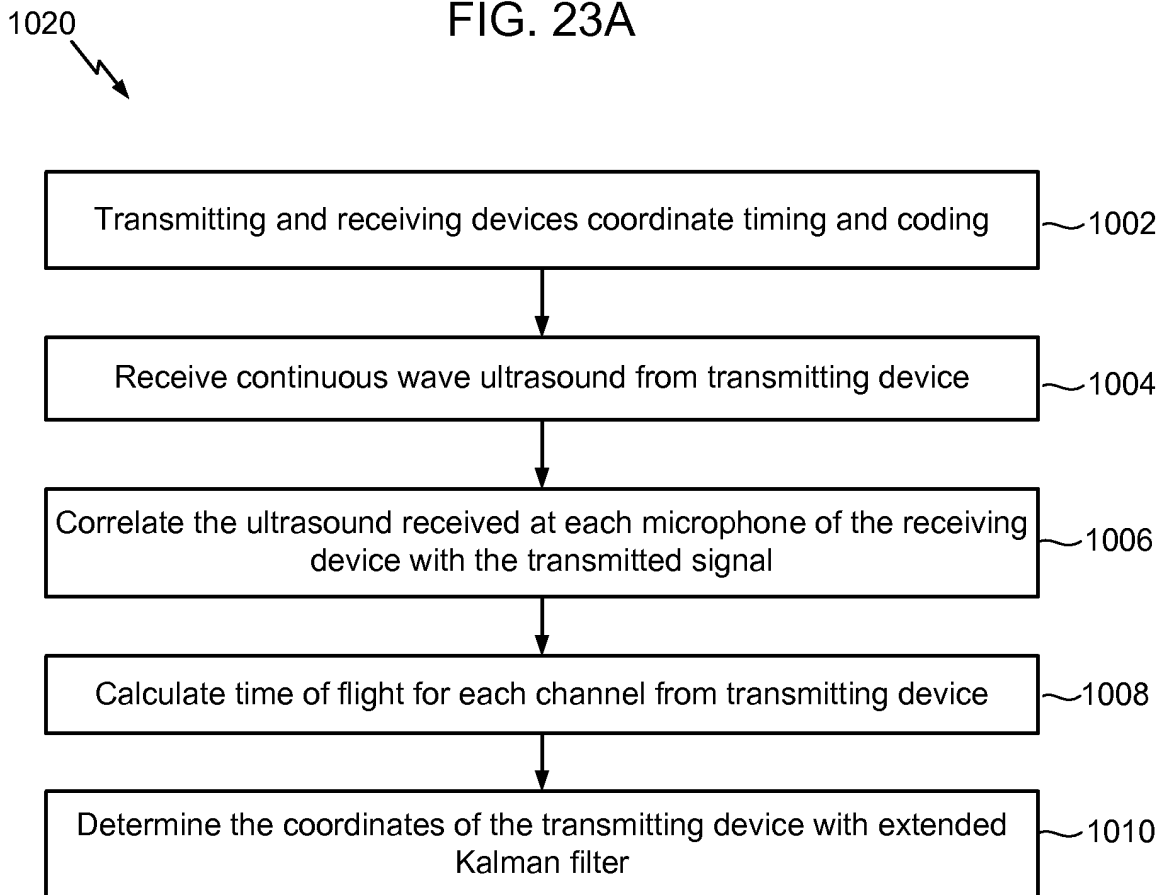 FIG. 23A
1020
Transmitting and receiving devices coordinate timing and coding
1002
Receive continuous wave ultrasound from transmitting device
1004
Correlate the ultrasound received at each microphone of the receiving
device with the transmitted signal
1006
Calculate time of flight for each channel from transmitting device
1008
Determine the coordinates of the transmitting device with extended
Kalman filter
1010